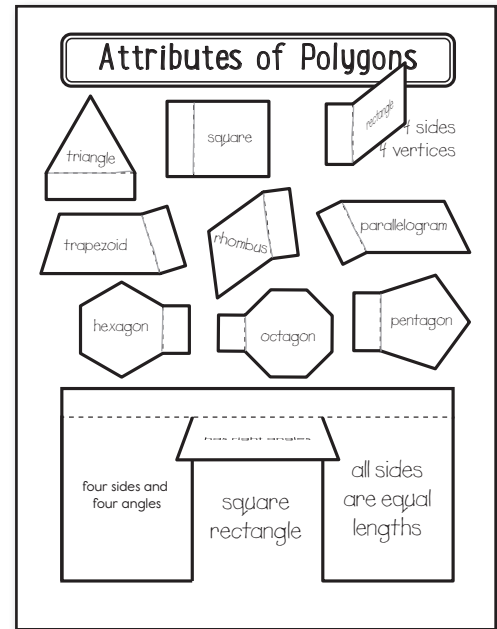 Attributes of Polygons
triangle
square
rectangle
4 sides
4 vertices
trapezoid
rhombus
parallelogram
hexagon
octagon
pentagon
has right angles
four sides and
four angles
square
rectangle
all sides
are equal
lengths